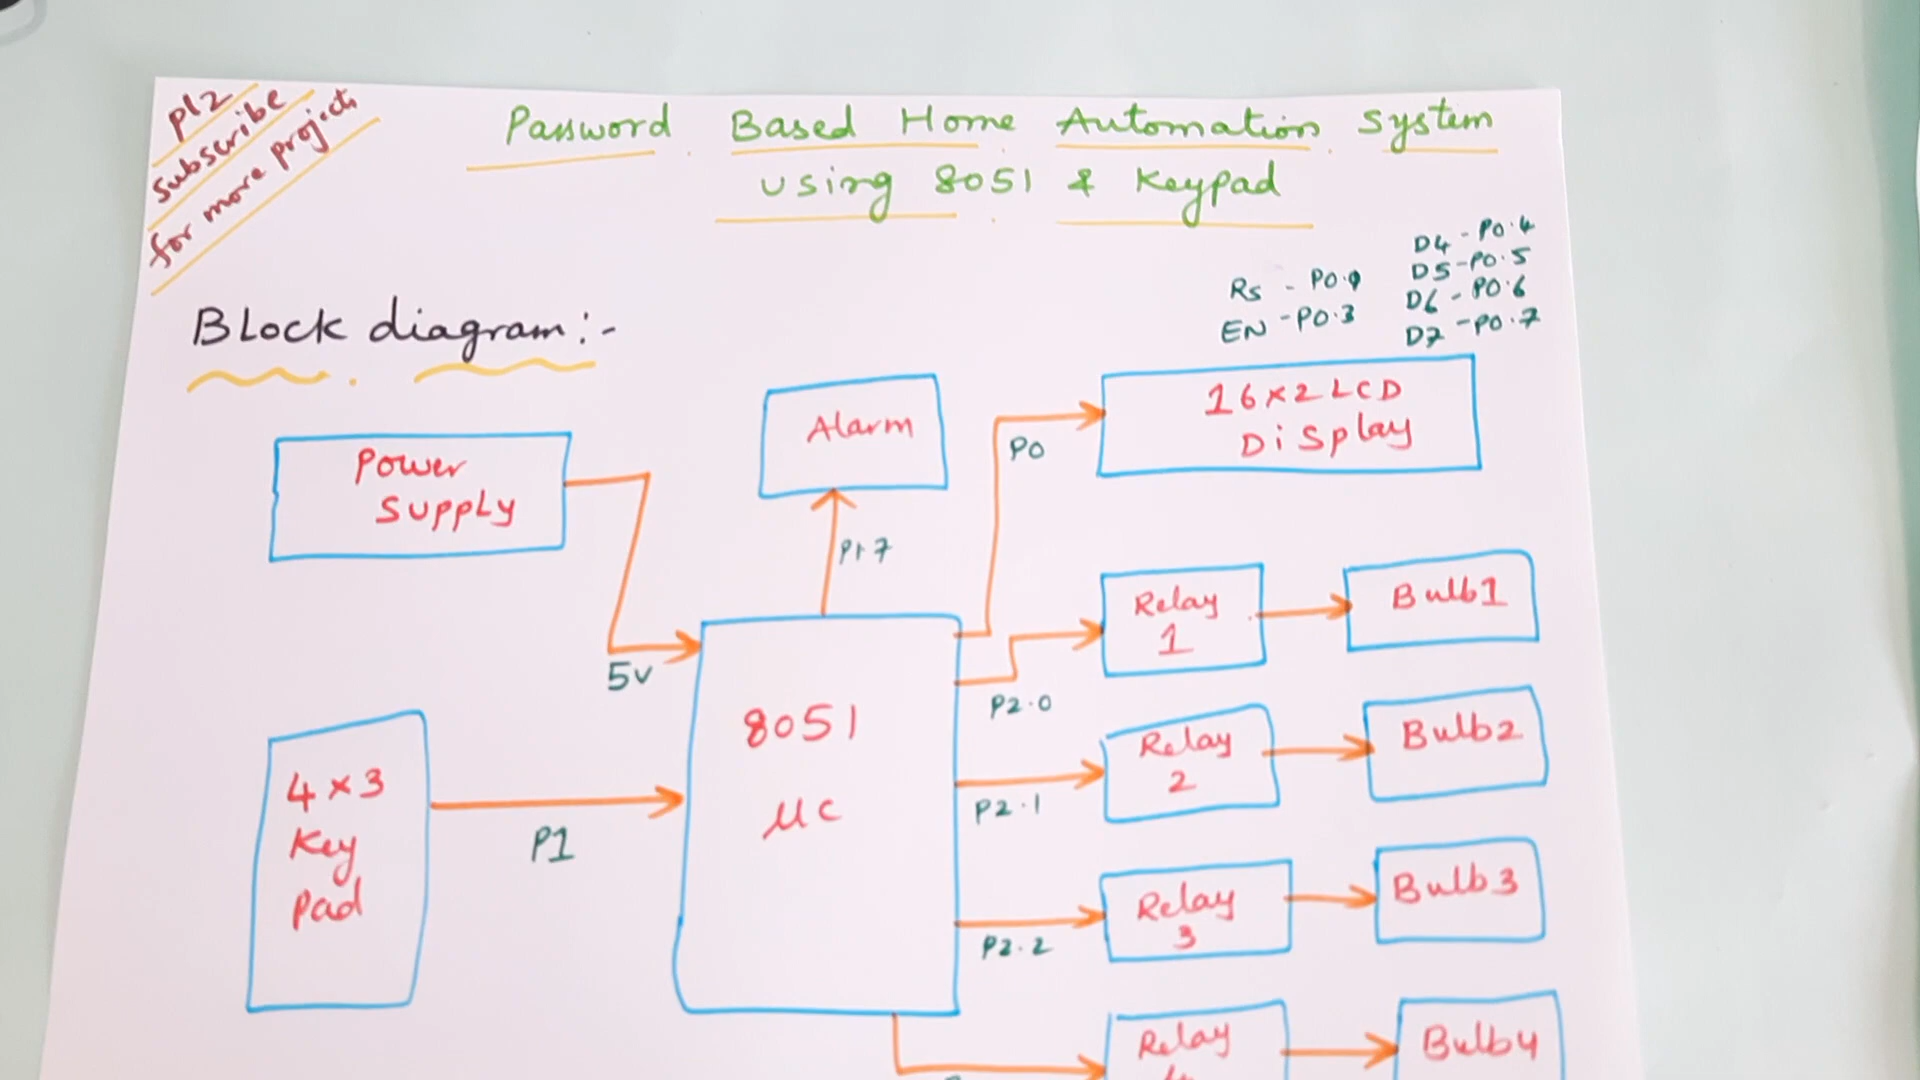 plz
subscribe
for more projects
Password Based Home Automation System
using 8051 & Keypad
Block diagram:-
Rs - P0.
EN - P0.3
D4 - P0.4
D5 - P0.5
D6 - P0.6
D7 - P0.7
Power
Supply
Alarm
16x2 LCD
Display
P0
P1.7
5v
8051
µc
4x3
Key
pad
P1
Relay
1
Bulb1
P2.0
Relay
2
Bulb2
P2.1
Relay
3
Bulb3
P2.2
Relay
Bulb4